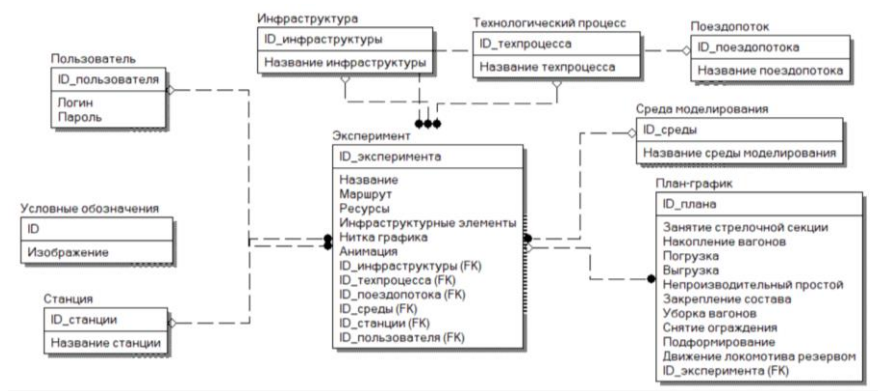 Инфраструктура
ID_инфраструктуры
Название инфраструктуры
Технологический процесс
ID_техпроцесса
Название техпроцесса
Поездопоток
ID_поездопотока
Название поездопотока
Пользователь
ID_пользователя
Логин
Пароль
Среда моделирования
ID_среды
Название среды моделирования
Эксперимент
ID_эксперимента
Название
Маршрут
Ресурсы
Инфраструктурные элементы
Нитка графика
Анимация
ID_инфраструктуры (FK)
ID_техпроцесса (FK)
ID_поездопотока (FK)
ID_среды (FK)
ID_станции (FK)
ID_пользователя (FK)
План-график
ID_плана
Занятие стрелочной секции
Накопление вагонов
Погрузка
Выгрузка
Непроизводительный простой
Закрепление состава
Уборка вагонов
Снятие ограждения
Подформирование
Движение локомотива резервом
ID_эксперимента (FK)
Условные обозначения
ID
Изображение
Станция
ID_станции
Название станции